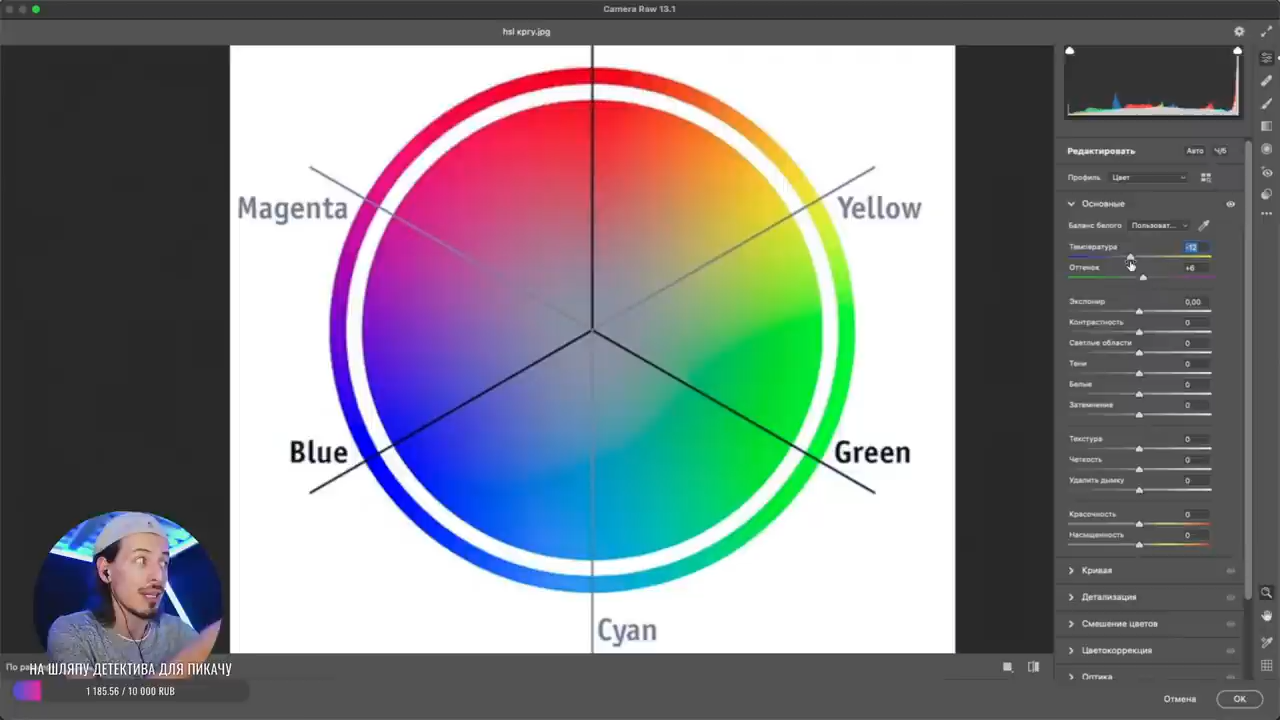 Camera Raw 13.1
hsl кргу.jpg
Редактировать Авто Ч/Б
Профиль Цвет
Основные
Баланс белого Пользоват...
Температура -12
Оттенок +6
Экспонир 0,00
Контрастность 0
Светлые области 0
Тени 0
Белые 0
Затемнение 0
Текстура 0
Четкость 0
Удалить дымку 0
Красочность 0
Насыщенность 0
Кривая
Детализация
Смешение цветов
Цветокоррекция
Оптика
Отмена OK
Magenta
Yellow
Blue
Green
Cyan
НА ШЛЯПУ ДЕТЕКТИВА ДЛЯ ПИКАЧУ
1 185.56 / 10 000 RUB